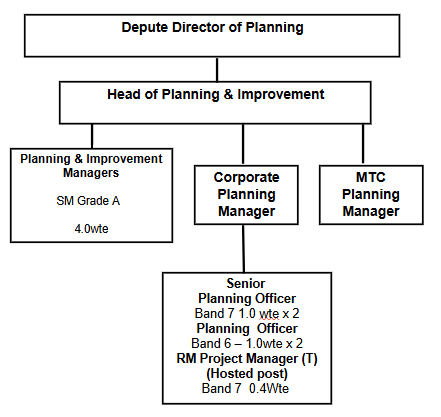 Depute Director of Planning
Head of Planning & Improvement
Planning & Improvement
Managers
SM Grade A
4.0wte
Corporate
Planning
Manager
MTC
Planning
Manager
Senior
Planning Officer
Band 7 1.0 wte x 2
Planning Officer
Band 6 – 1.0wte x 2
RM Project Manager (T)
(Hosted post)
Band 7 0.4Wte